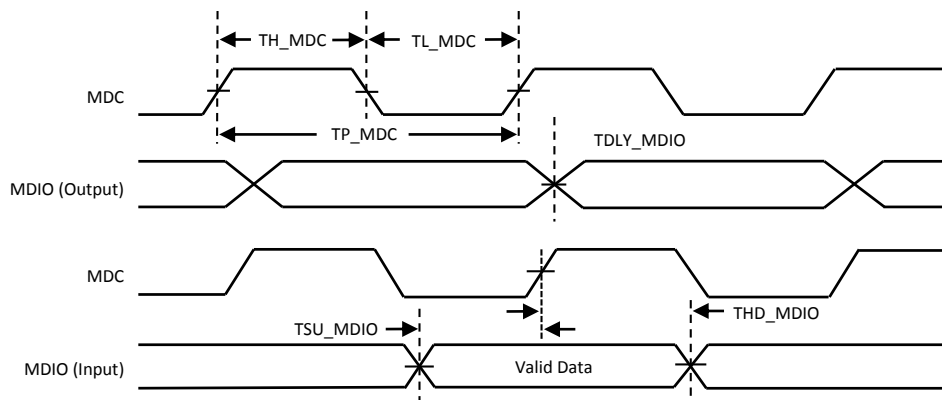 TH_MDC TL_MDC
MDC
TP_MDC
TDLY_MDIO
MDIO (Output)
MDC
TSU_MDIO THD_MDIO
MDIO (Input) Valid Data